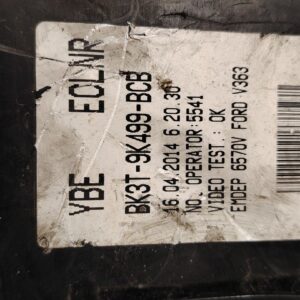 YBE ECLNR
BK3T-9K499-BCB
16.04.2014 6.20.30
NO. OPERATOR:5541
VIDEO TEST.: OK
EMBEP 6570V FORD V363